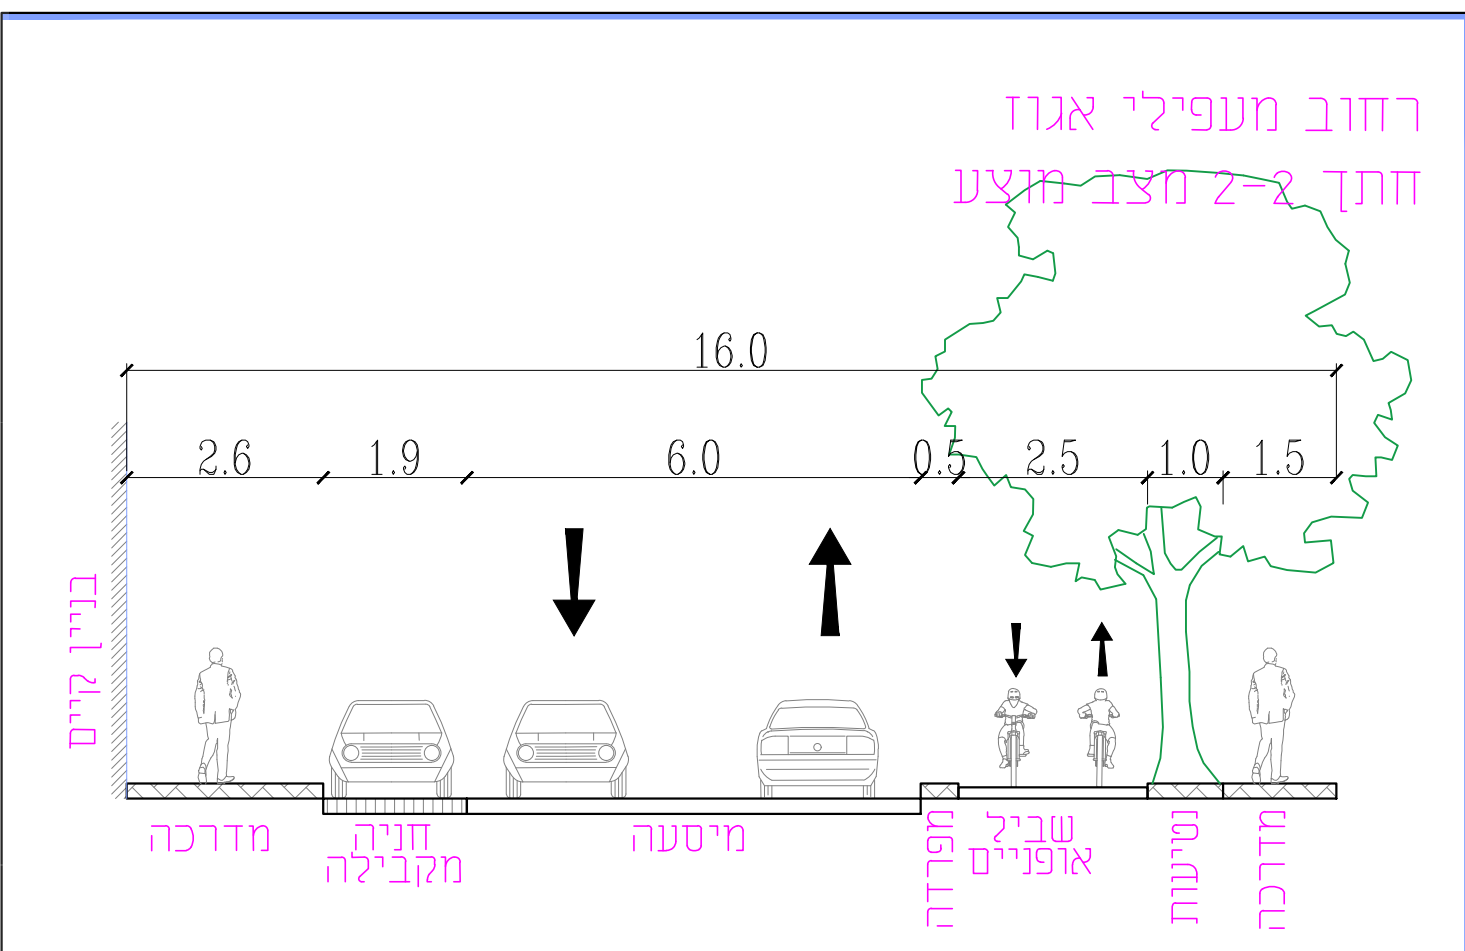 רחוב מעפילי אגוז
חתך 2-2 מצב מוצע
16.0
2.6
1.9
6.0
0.5
2.5
1.0
1.5
בניין קיים
מדרכה
חניה
מקבילה
מיסעה
מפרדה
שביל
אופניים
נטיעות
מדרכה